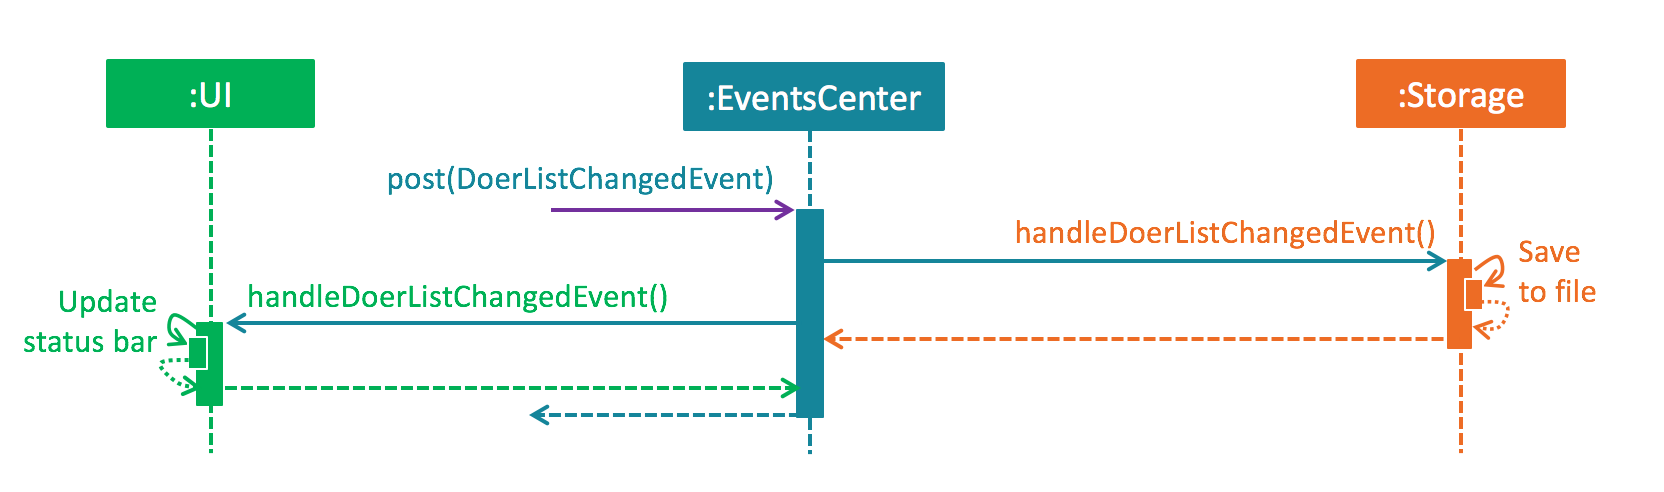 :UI
:EventsCenter
:Storage
post(DoerListChangedEvent)
handleDoerListChangedEvent()
Save
to file
handleDoerListChangedEvent()
Update
status bar